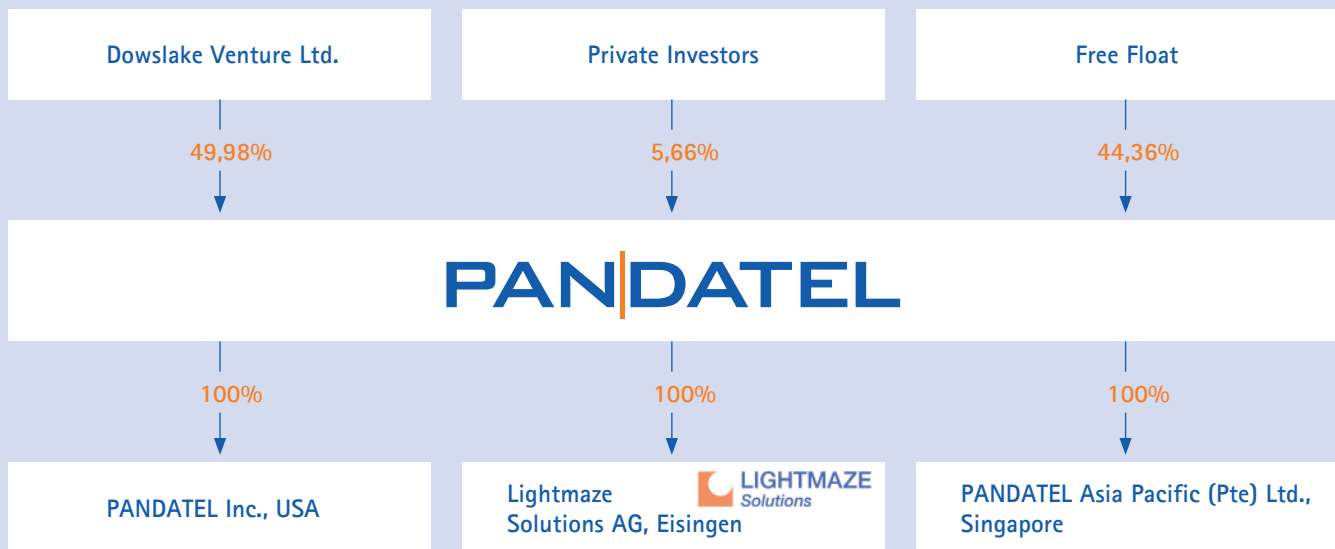 Dowslake Venture Ltd.
Private Investors
Free Float
49,98%
5,66%
44,36%
PANDATEL
100%
100%
100%
PANDATEL Inc., USA
Lightmaze
Solutions AG, Eisingen
LIGHTMAZE
Solutions
PANDATEL Asia Pacific (Pte) Ltd.,
Singapore